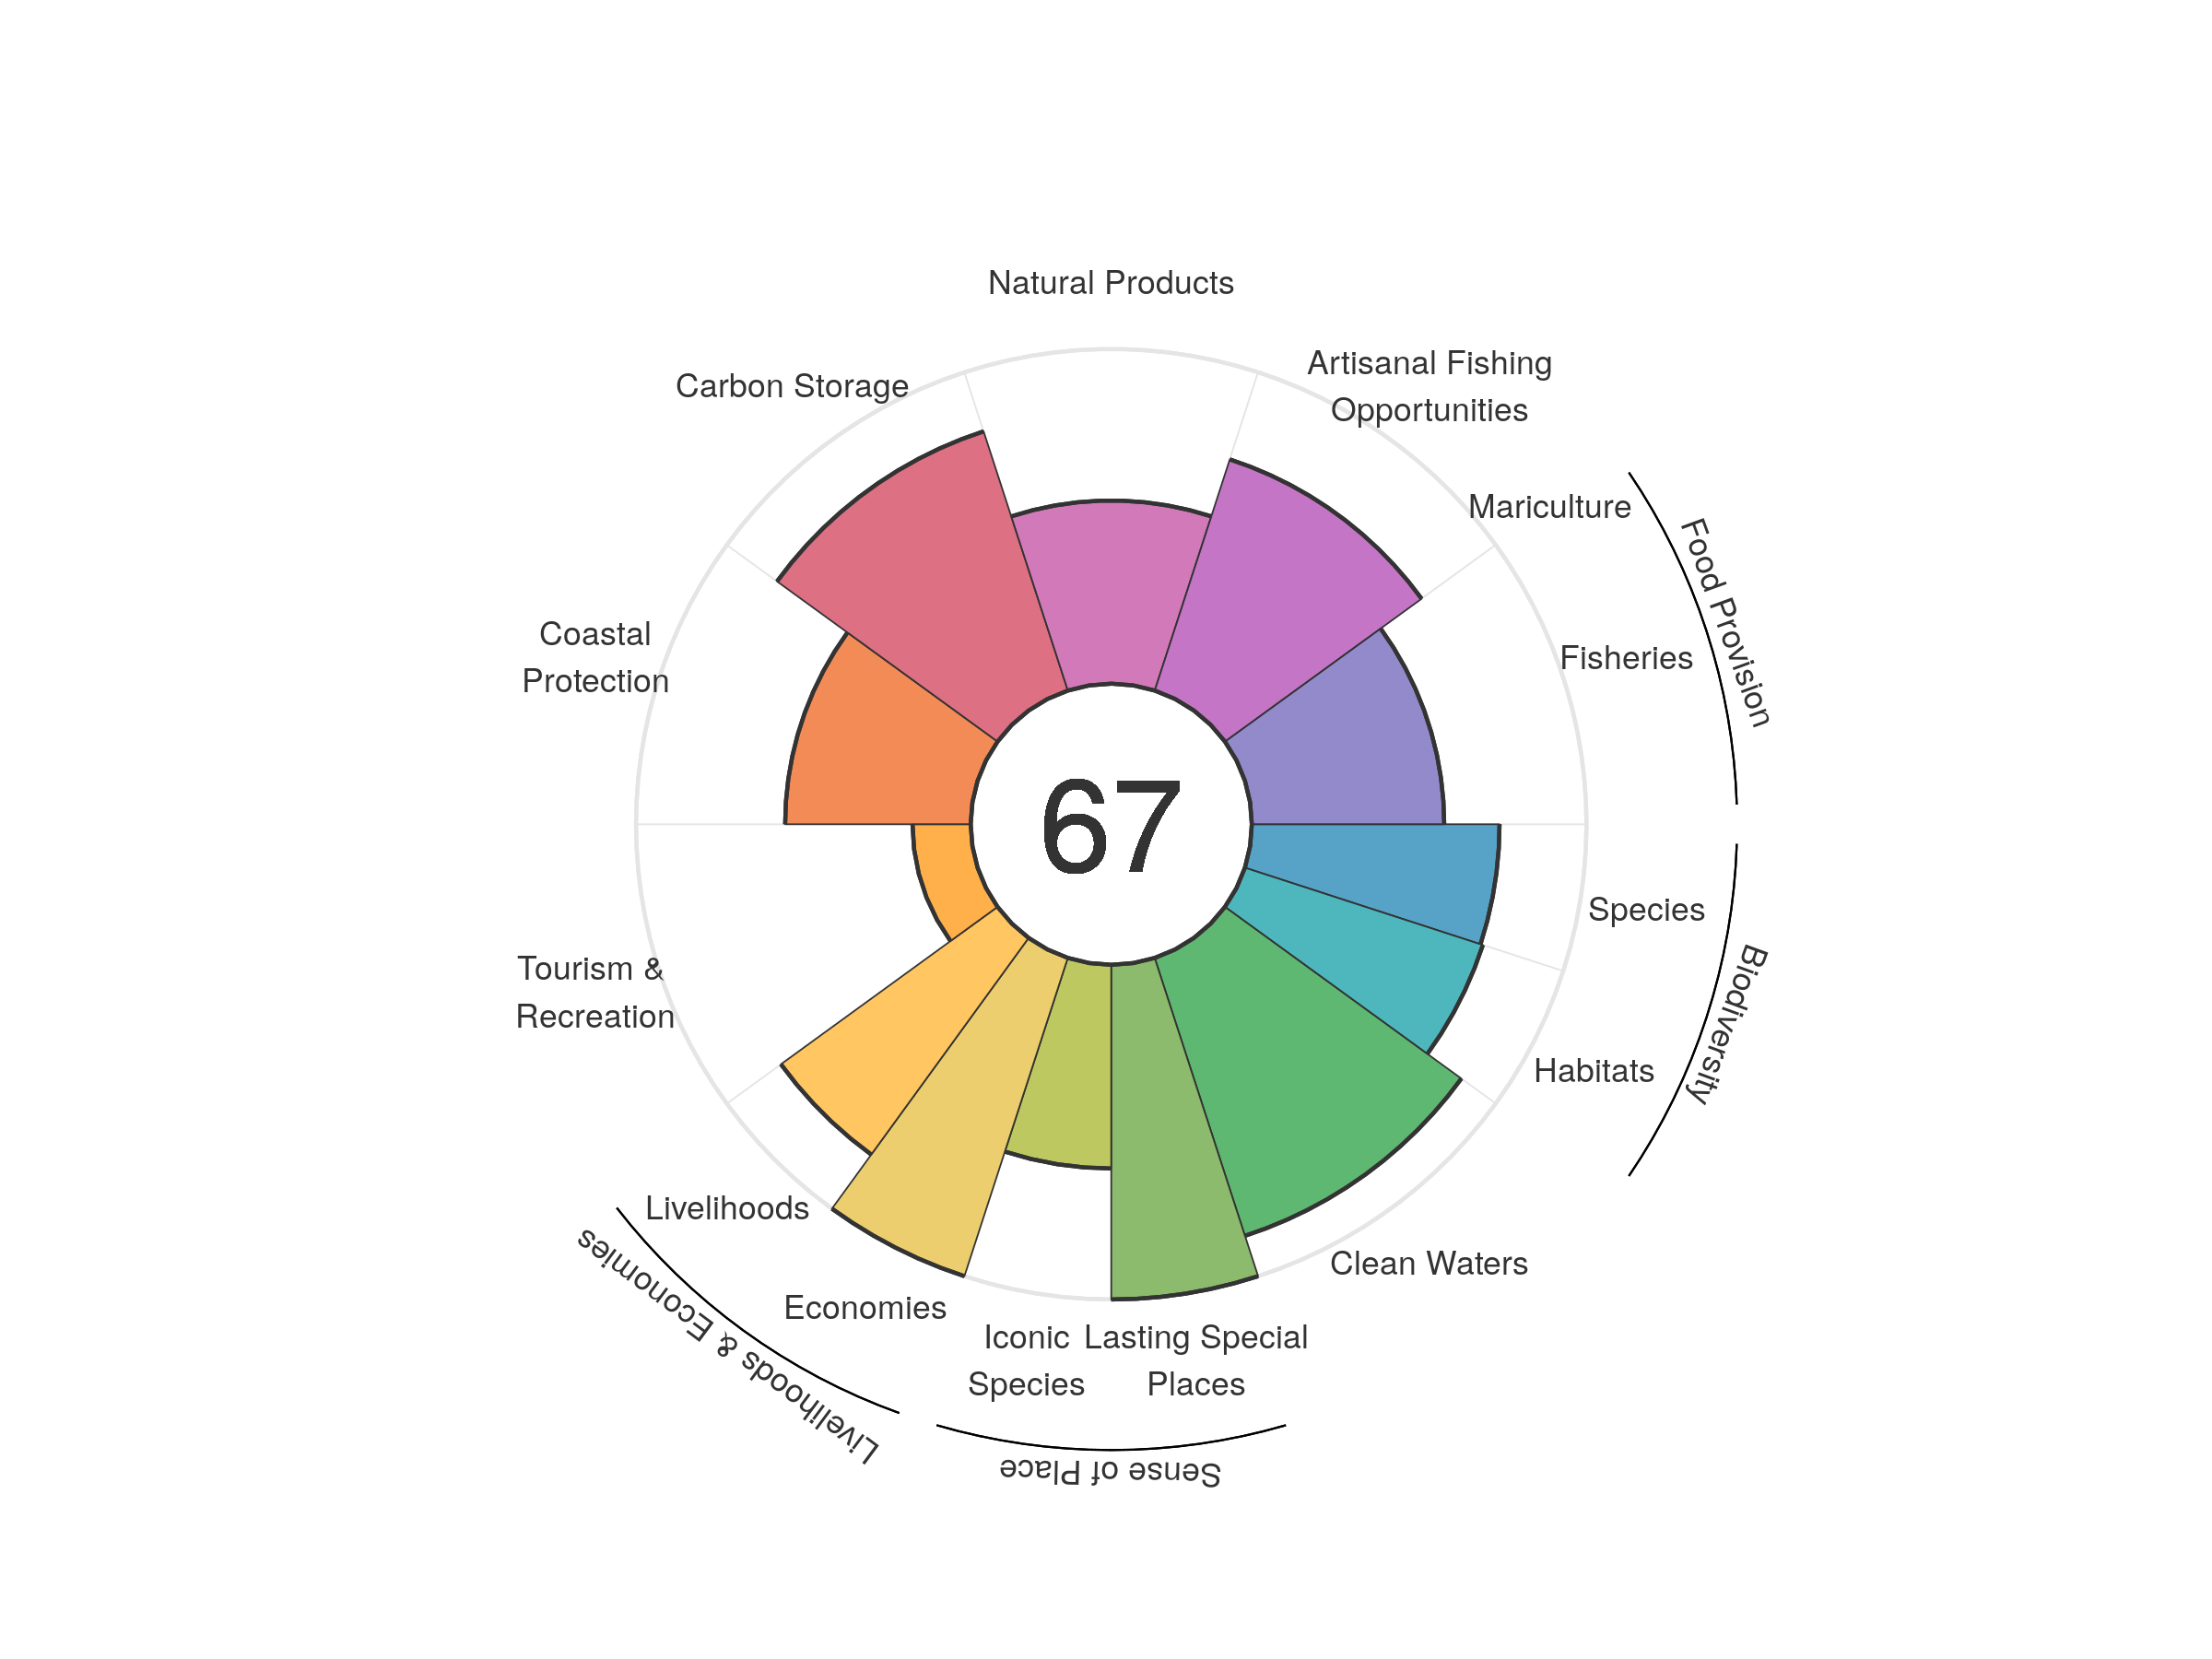 Natural Products
Carbon Storage
Artisanal Fishing
Opportunities
Mariculture
Food Provision
Fisheries
Coastal
Protection
67
Species
Biodiversity
Tourism &
Recreation
Habitats
Livelihoods
Livelihoods & Economies
Clean Waters
Economies
Iconic
Species
Lasting Special
Places
Sense of Place